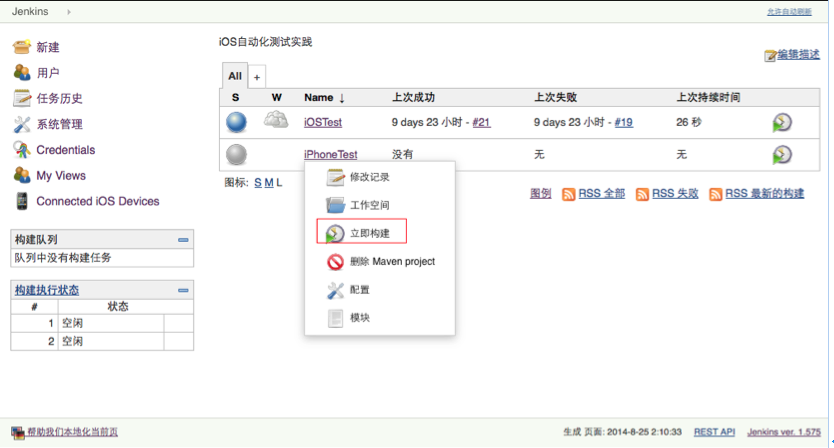 Jenkins
允许自动刷新
新建
用户
任务历史
系统管理
Credentials
My Views
Connected iOS Devices
构建队列
队列中没有构建任务
构建执行状态
# 状态
1 空闲
2 空闲
iOS自动化测试实践
编辑描述
All +
S W Name ↓ 上次成功 上次失败 上次持续时间
iOSTest 9 days 23 小时 - #21 9 days 23 小时 - #19 26 秒
iPhoneTest 没有 无 无
图标: S M L
图例 RSS 全部 RSS 失败 RSS 最新的构建
修改记录
工作空间
立即构建
删除 Maven project
配置
模块
帮助我们本地化当前页
生成 页面: 2014-8-25 2:10:33 REST API Jenkins ver. 1.575